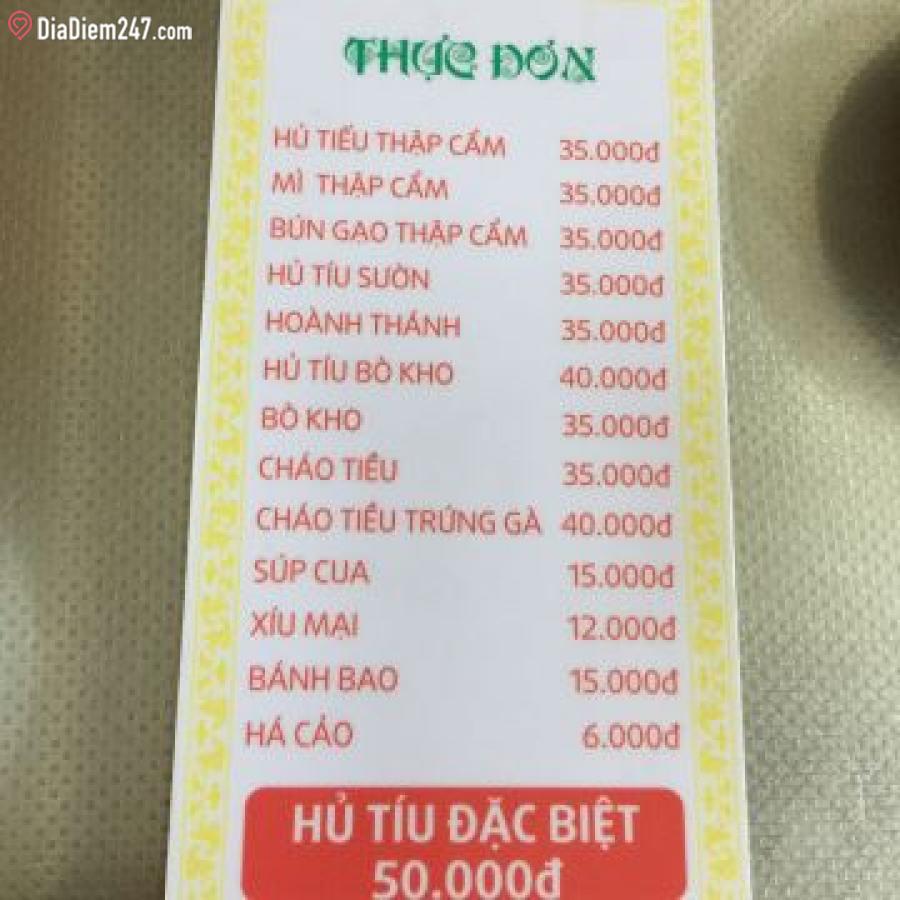 DiaDiem247.com
THỰC ĐƠN
HỦ TIẾU THẬP CẨM 35.000đ
MÌ THẬP CẨM 35.000đ
BÚN GẠO THẬP CẨM 35.000đ
HỦ TÍU SƯỜN 35.000đ
HOÀNH THÁNH 35.000đ
HỦ TÍU BÒ KHO 40.000đ
BÒ KHO 35.000đ
CHÁO TIỀU 35.000đ
CHÁO TIỀU TRỨNG GÀ 40.000đ
SÚP CUA 15.000đ
XÍU MẠI 12.000đ
BÁNH BAO 15.000đ
HÁ CẢO 6.000đ
HỦ TÍU ĐẶC BIỆT
50.000đ